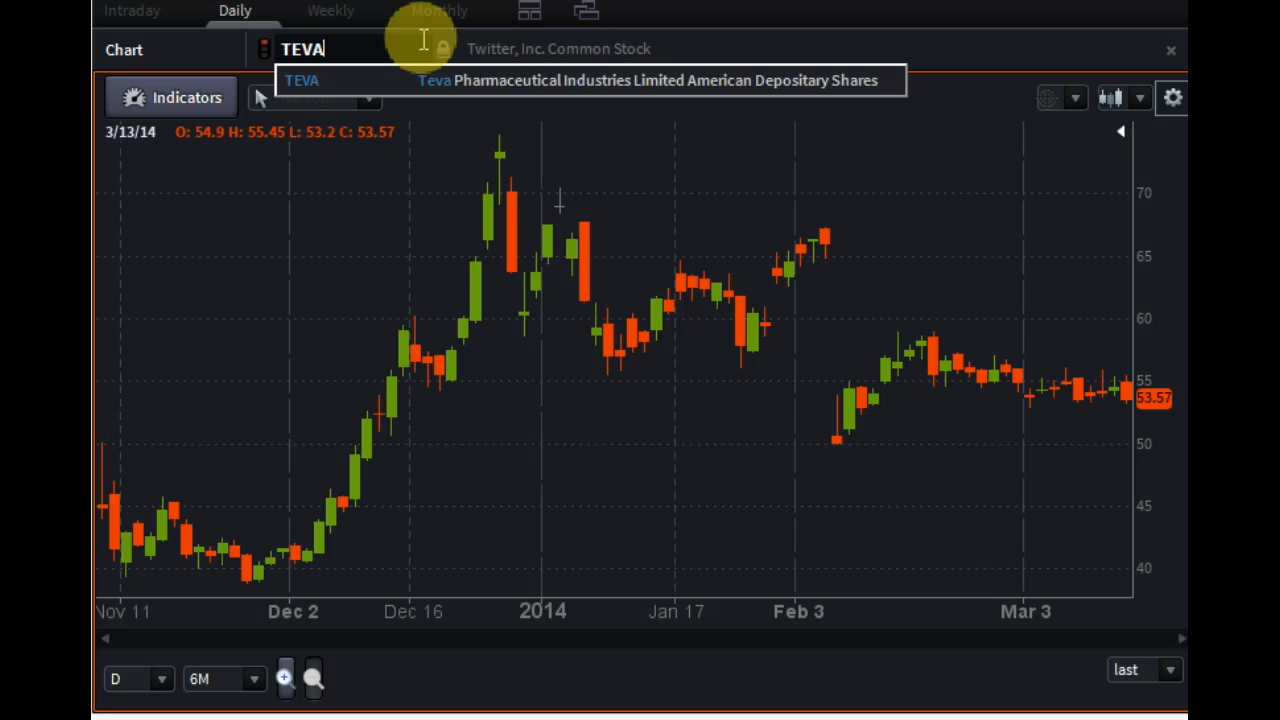 Intraday Daily Weekly Monthly
Chart TEVA Twitter, Inc. Common Stock
TEVA Teva Pharmaceutical Industries Limited American Depositary Shares
Indicators
3/13/14 O: 54.9 H: 55.45 L: 53.2 C: 53.57
70
65
60
55
53.57
50
45
40
Nov 11 Dec 2 Dec 16 2014 Jan 17 Feb 3 Mar 3
D 6M last